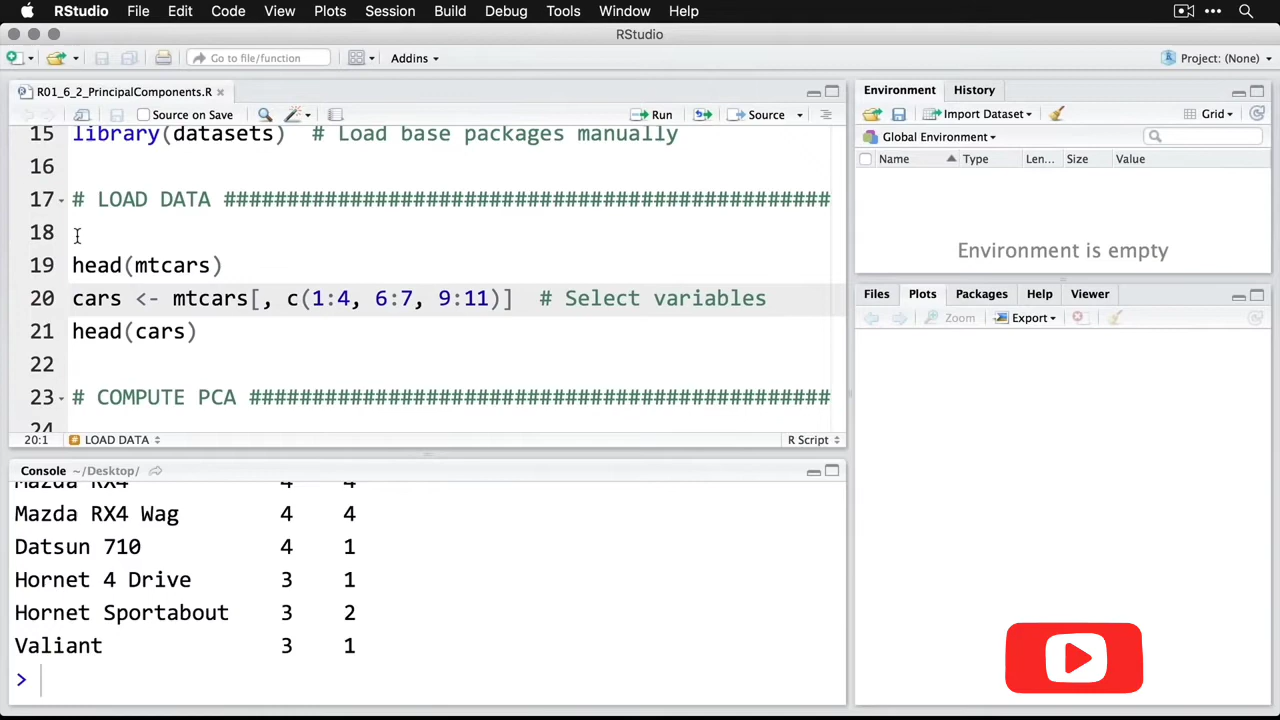 RStudio File Edit Code View Plots Session Build Debug Tools Window Help
RStudio
Go to file/function Addins Project: (None)
R01_6_2_PrincipalComponents.R
Source on Save Run Source
15 library(datasets) # Load base packages manually
16
17 # LOAD DATA ################################################
18
19 head(mtcars)
20 cars <- mtcars[, c(1:4, 6:7, 9:11)] # Select variables
21 head(cars)
22
23 # COMPUTE PCA ##############################################
24
20:1 LOAD DATA R Script
Console ~/Desktop/
Mazda RX4 4 4
Mazda RX4 Wag 4 4
Datsun 710 4 1
Hornet 4 Drive 3 1
Hornet Sportabout 3 2
Valiant 3 1
>
Environment History
Import Dataset Grid
Global Environment
Name Type Len... Size Value
Environment is empty
Files Plots Packages Help Viewer
Zoom Export